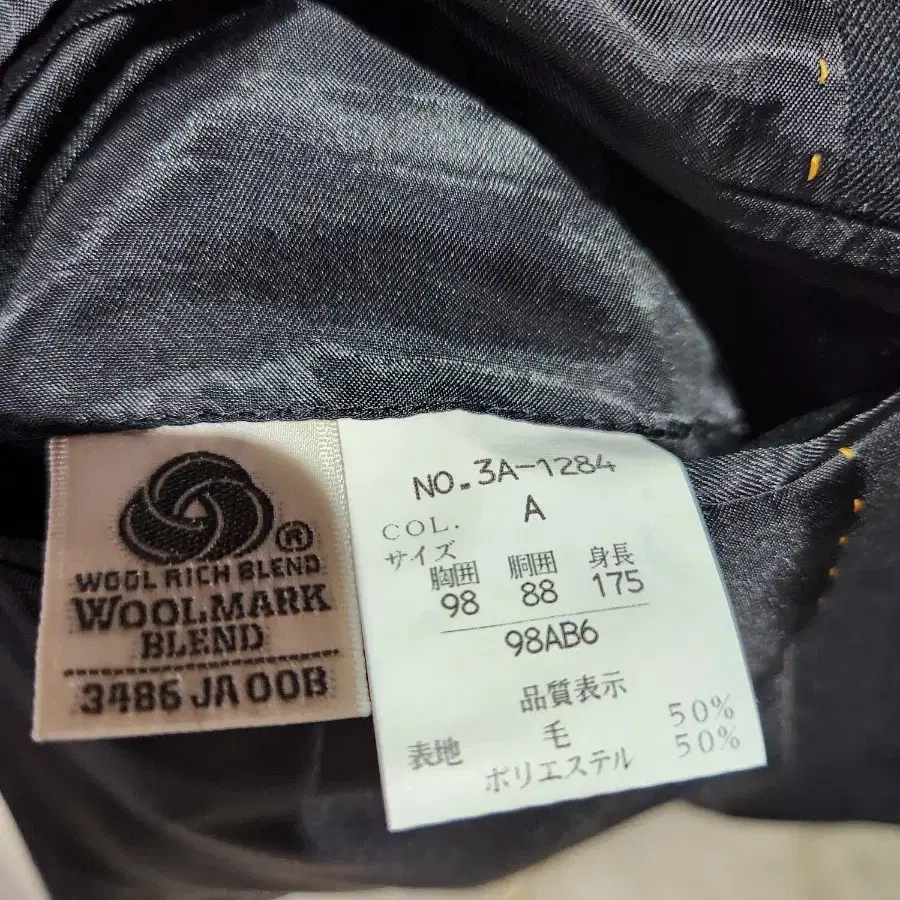 ®
WOOL RICH BLEND
WOOLMARK
BLEND
3486 JA 00B
NO. 3A-1284
COL. A
サイズ
胸囲 胴囲 身長
98 88 175
98AB6
品質表示
表地 毛 50%
ポリエステル 50%